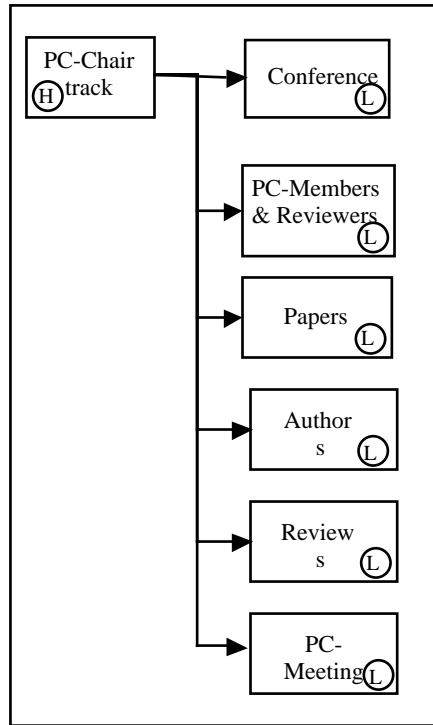 PC-Chair
track
H
Conference
L
PC-Members
& Reviewers
L
Papers
L
Author
s
L
Review
s
L
PC-
Meeting
L